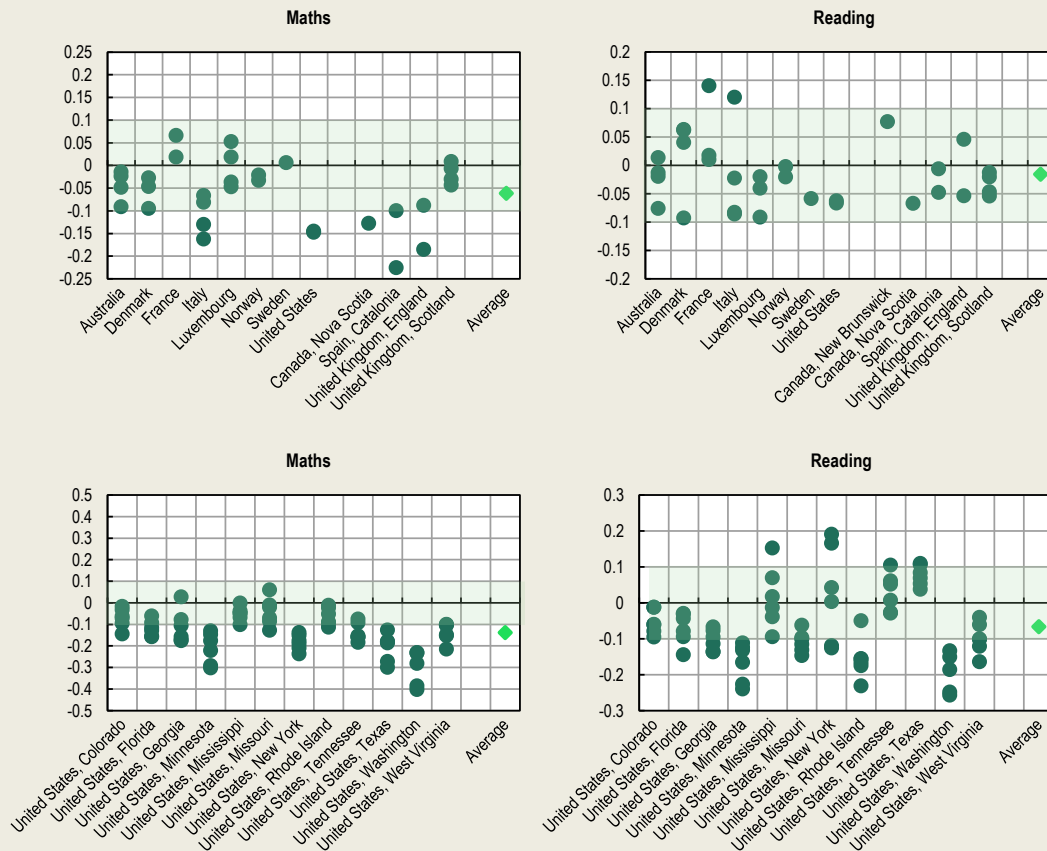 Maths
0.25
0.2
0.15
0.1
0.05
0
-0.05
-0.1
-0.15
-0.2
-0.25
Australia
Denmark
France
Italy
Luxembourg
Norway
Sweden
United States
Canada, Nova Scotia
Spain, Catalonia
United Kingdom, England
United Kingdom, Scotland
Average
Reading
0.2
0.15
0.1
0.05
0
-0.05
-0.1
-0.15
-0.2
Australia
Denmark
France
Italy
Luxembourg
Norway
Sweden
United States
Canada, New Brunswick
Canada, Nova Scotia
Spain, Catalonia
United Kingdom, England
United Kingdom, Scotland
Average
Maths
0.5
0.4
0.3
0.2
0.1
0
-0.1
-0.2
-0.3
-0.4
-0.5
United States, Colorado
United States, Florida
United States, Georgia
United States, Minnesota
United States, Mississippi
United States, Missouri
United States, New York
United States, Rhode Island
United States, Tennessee
United States, Texas
United States, Washington
United States, West Virginia
Average
Reading
0.3
0.2
0.1
0
-0.1
-0.2
-0.3
United States, Colorado
United States, Florida
United States, Georgia
United States, Minnesota
United States, Mississippi
United States, Missouri
United States, New York
United States, Rhode Island
United States, Tennessee
United States, Texas
United States, Washington
United States, West Virginia
Average